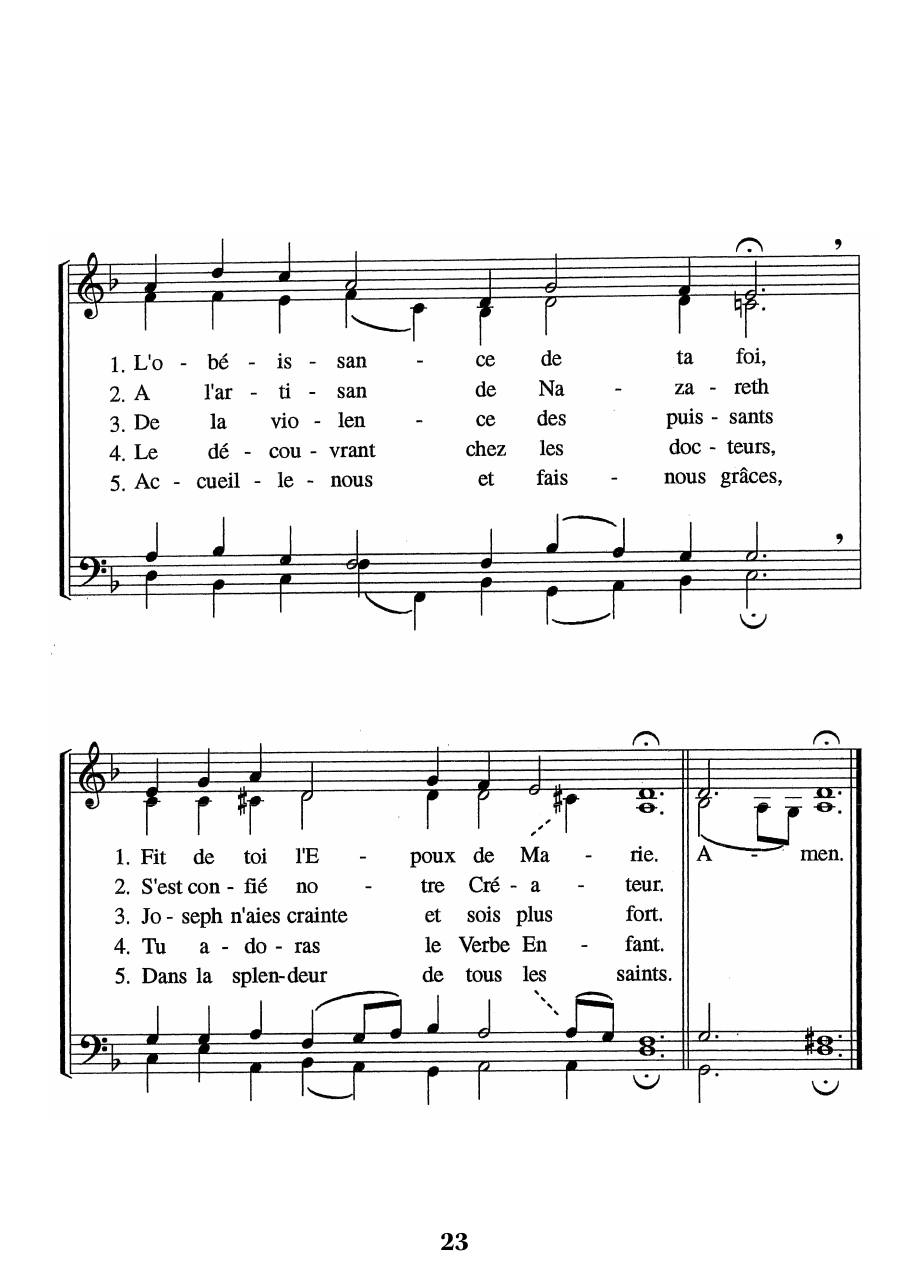 1. L'o - bé - is - san - ce de ta foi,
2. A l'ar - ti - san de Na - za - reth
3. De la vio - len - ce des puis - sants
4. Le dé - cou - vrant chez les doc - teurs,
5. Ac - cueil - le - nous et fais - nous grâces,
1. Fit de toi l'E - poux de Ma - rie. A - men.
2. S'est con - fié no - tre Cré - a - teur.
3. Jo - seph n'aies crainte et sois plus fort.
4. Tu a - do - ras le Verbe En - fant.
5. Dans la splen - deur de tous les saints.
23